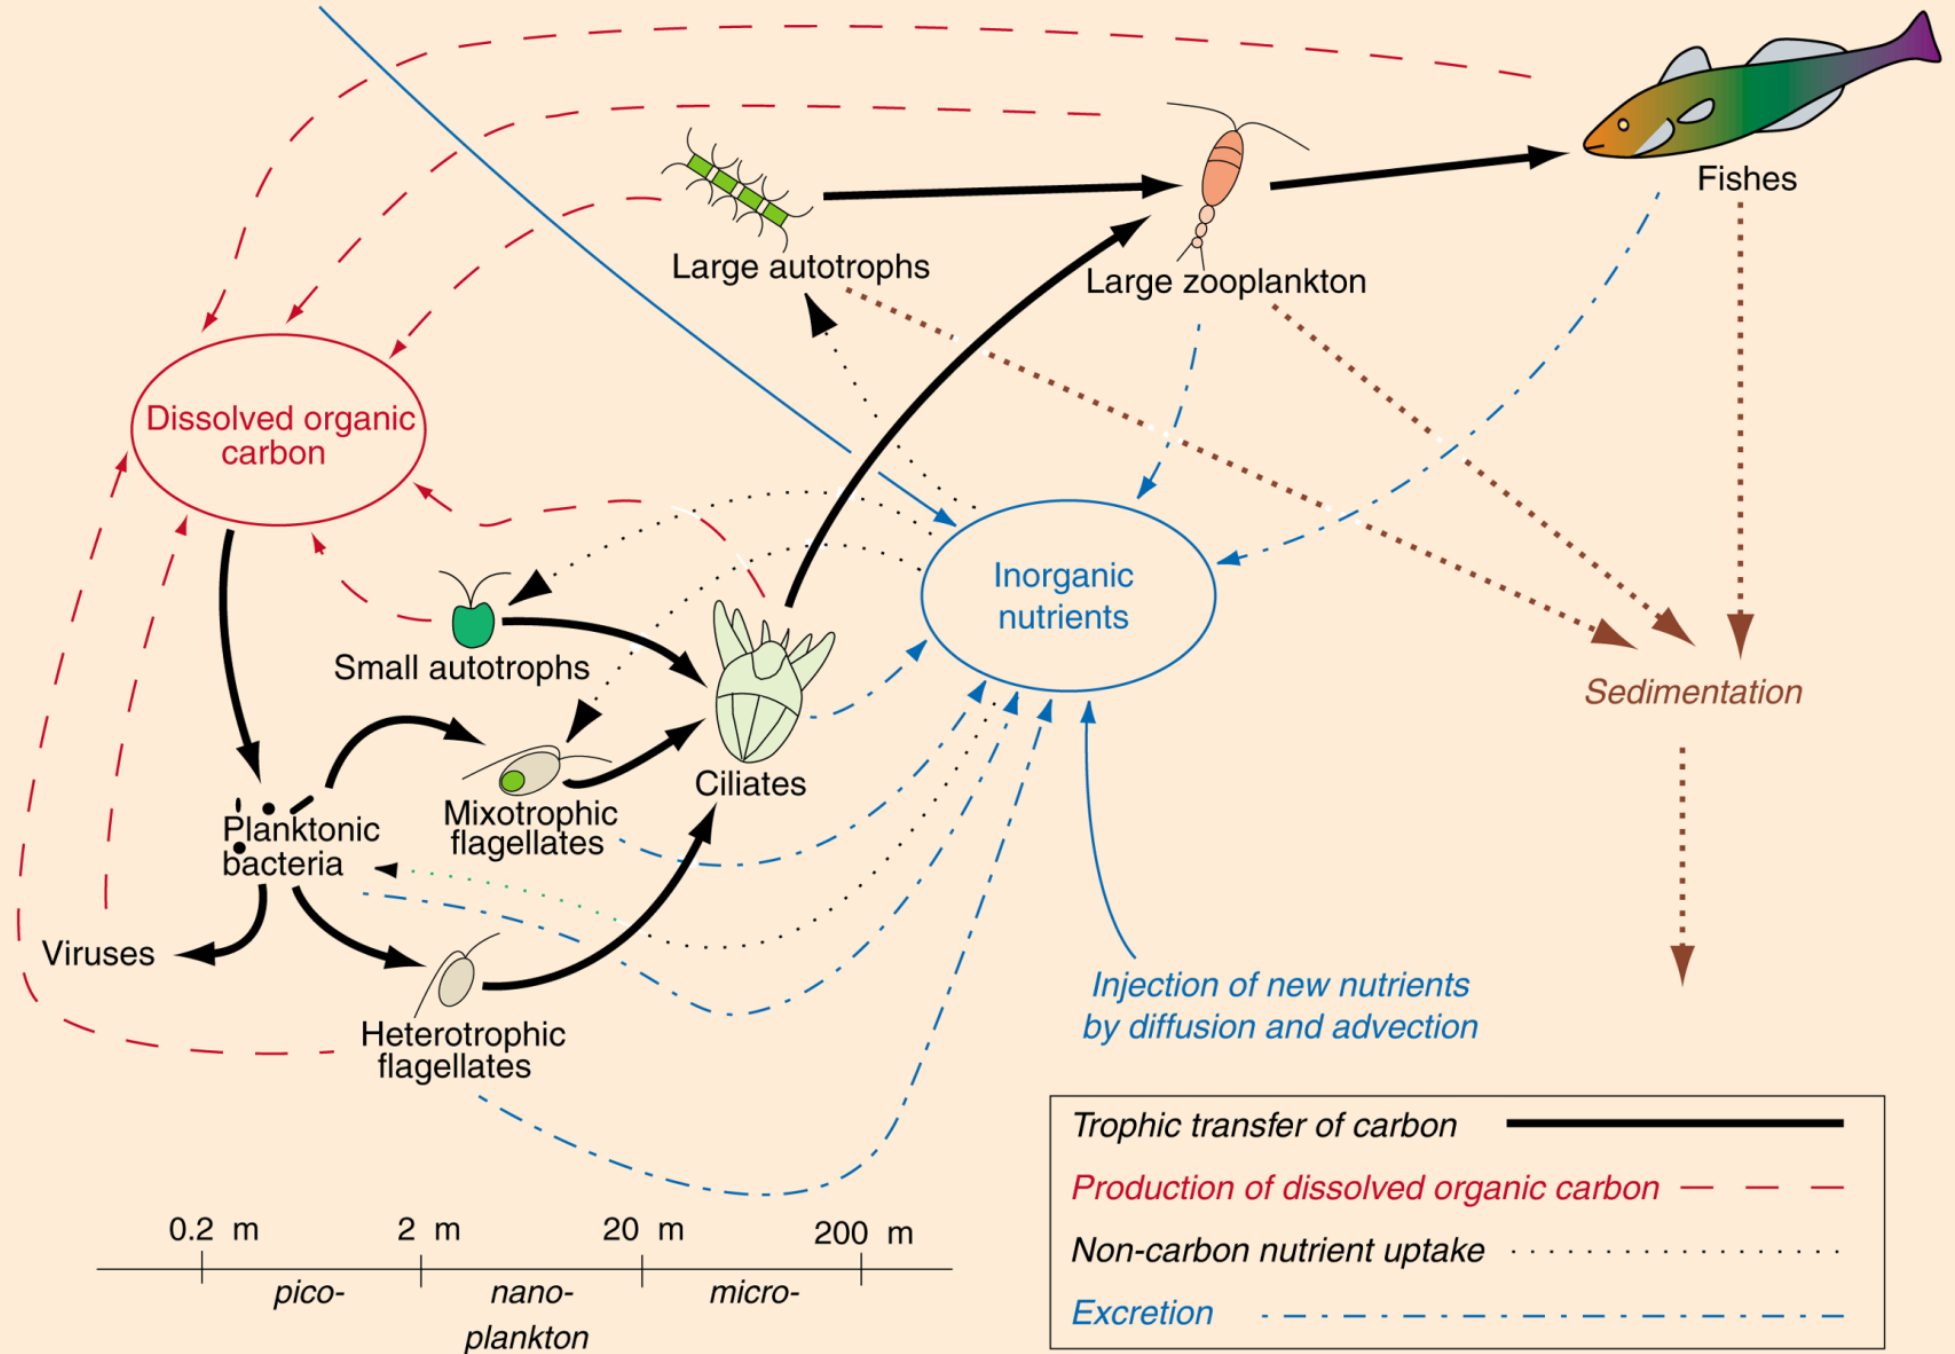 Fishes
Large autotrophs
Large zooplankton
Dissolved organic
carbon
Inorganic
nutrients
Small autotrophs
Sedimentation
Ciliates
Mixotrophic
flagellates
Planktonic
bacteria
Viruses
Injection of new nutrients
by diffusion and advection
Heterotrophic
flagellates
Trophic transfer of carbon
Production of dissolved organic carbon
Non-carbon nutrient uptake
Excretion
0.2 m 2 m 20 m 200 m
pico- nano- micro-
plankton